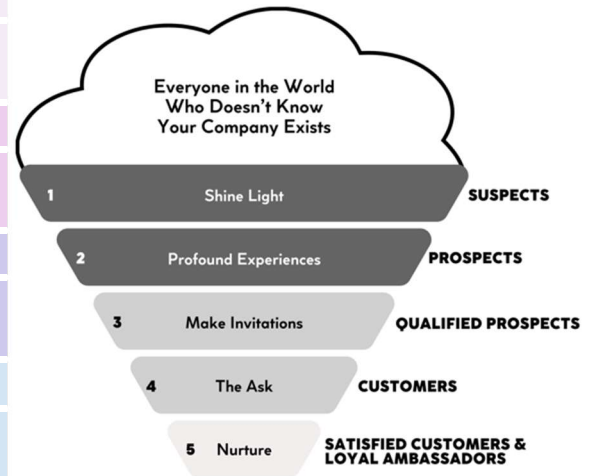 Everyone in the World
Who Doesn't Know
Your Company Exists
1 Shine Light SUSPECTS
2 Profound Experiences PROSPECTS
3 Make Invitations QUALIFIED PROSPECTS
4 The Ask CUSTOMERS
5 Nurture SATISFIED CUSTOMERS &
LOYAL AMBASSADORS